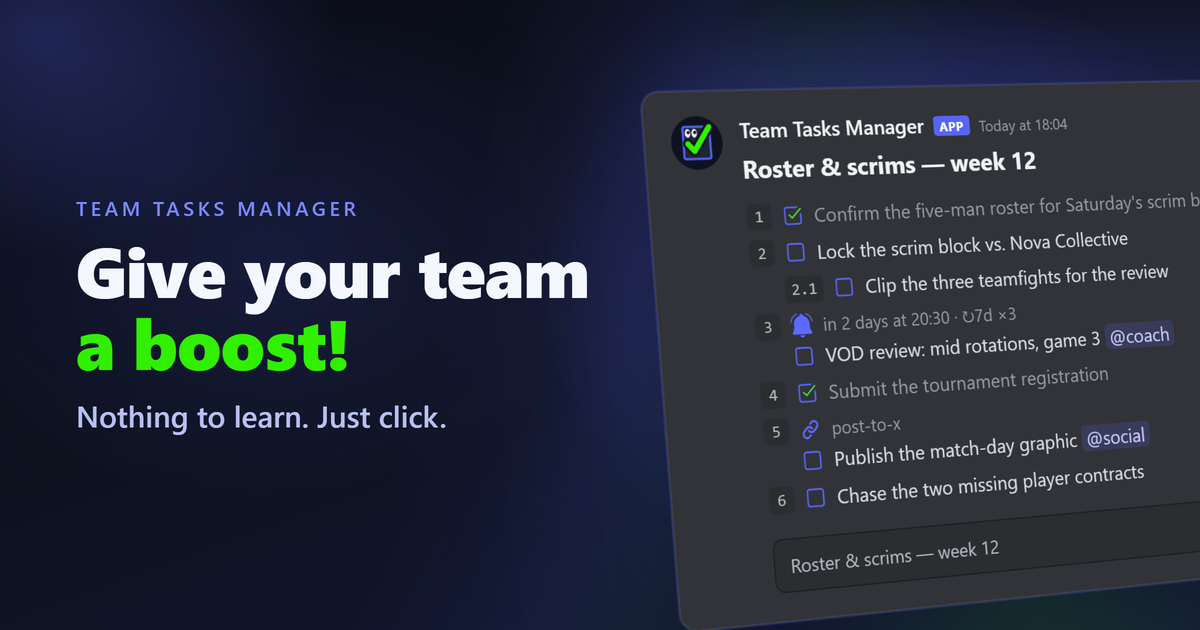 TEAM TASKS MANAGER
Give your team
a boost!
Nothing to learn. Just click.
Team Tasks Manager APP Today at 18:04
Roster & scrims — week 12
1 Confirm the five-man roster for Saturday's scrim
2 Lock the scrim block vs. Nova Collective
2.1 Clip the three teamfights for the review
3 in 2 days at 20:30 · ↻7d ×3
VOD review: mid rotations, game 3 @coach
4 Submit the tournament registration
5 post-to-x
Publish the match-day graphic @social
6 Chase the two missing player contracts
Roster & scrims — week 12